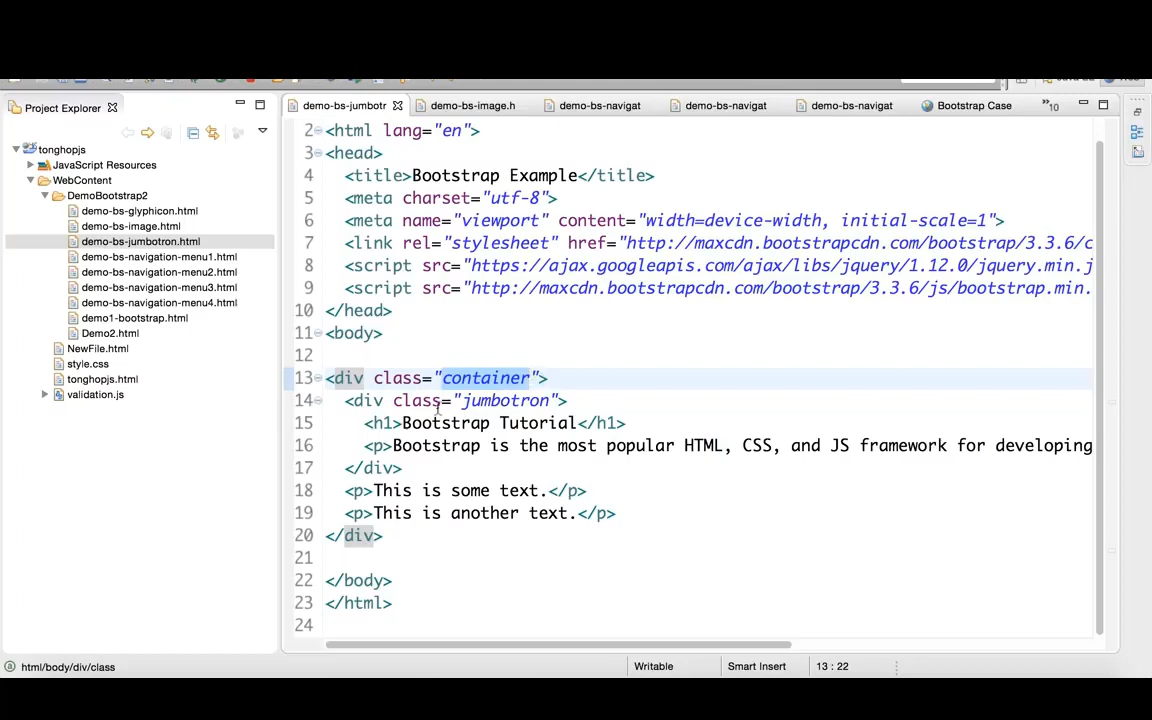 Project Explorer
demo-bs-jumbotr
demo-bs-image.h
demo-bs-navigat
demo-bs-navigat
demo-bs-navigat
Bootstrap Case
»10
tonghopjs
JavaScript Resources
WebContent
DemoBootstrap2
demo-bs-glyphicon.html
demo-bs-image.html
demo-bs-jumbotron.html
demo-bs-navigation-menu1.html
demo-bs-navigation-menu2.html
demo-bs-navigation-menu3.html
demo-bs-navigation-menu4.html
demo1-bootstrap.html
Demo2.html
NewFile.html
style.css
tonghopjs.html
validation.js
2 <html lang="en">
3 <head>
4 <title>Bootstrap Example</title>
5 <meta charset="utf-8">
6 <meta name="viewport" content="width=device-width, initial-scale=1">
7 <link rel="stylesheet" href="http://maxcdn.bootstrapcdn.com/bootstrap/3.3.6/c
8 <script src="https://ajax.googleapis.com/ajax/libs/jquery/1.12.0/jquery.min.j
9 <script src="http://maxcdn.bootstrapcdn.com/bootstrap/3.3.6/js/bootstrap.min.
10 </head>
11 <body>
12
13 <div class="container">
14 <div class="jumbotron">
15 <h1>Bootstrap Tutorial</h1>
16 <p>Bootstrap is the most popular HTML, CSS, and JS framework for developing
17 </div>
18 <p>This is some text.</p>
19 <p>This is another text.</p>
20 </div>
21
22 </body>
23 </html>
24
html/body/div/class
Writable
Smart Insert
13 : 22